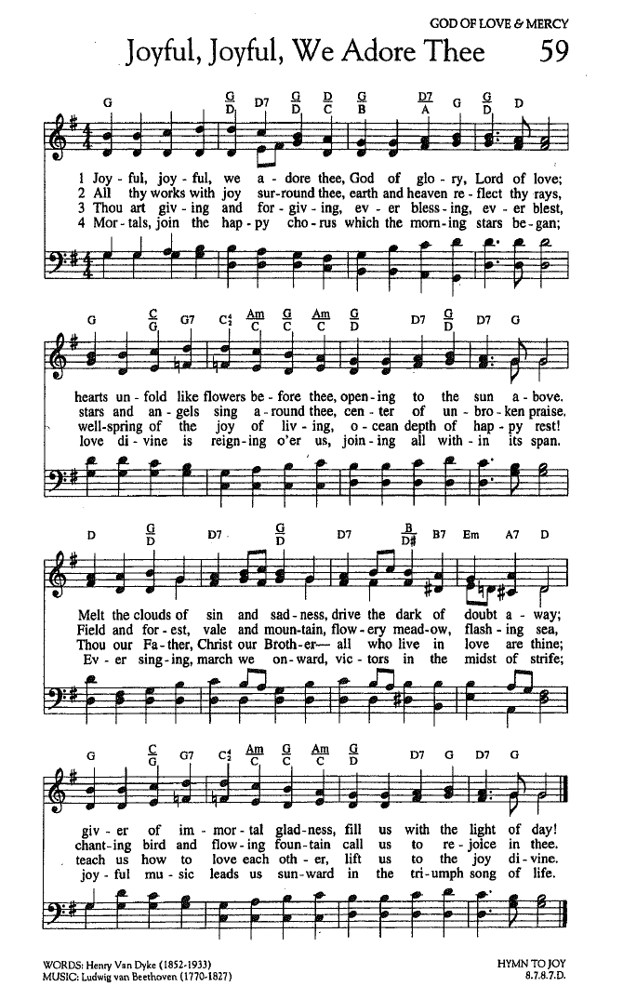 GOD OF LOVE & MERCY
Joyful, Joyful, We Adore Thee 59
G G/D D7 G/D D/C G/B D7/A G G/D D
1 Joy - ful, joy - ful, we a - dore thee, God of glo - ry, Lord of love;
2 All thy works with joy sur-round thee, earth and heaven re - flect thy rays,
3 Thou art giv - ing and for - giv - ing, ev - er bless - ing, ev - er blest,
4 Mor - tals, join the hap - py cho - rus which the morn - ing stars be - gan;
G C/G G7 C4/2 Am/C G/C Am/C G/D D7 G/D D7 G
hearts un - fold like flowers be - fore thee, open - ing to the sun a - bove.
stars and an - gels sing a - round thee, cen - ter of un - bro - ken praise.
well-spring of the joy of liv - ing, o - cean depth of hap - py rest!
love di - vine is reign-ing o'er us, join - ing all with - in its span.
D G/D D7 G/D D7 B/D# B7 Em A7 D
Melt the clouds of sin and sad - ness, drive the dark of doubt a - way;
Field and for - est, vale and moun-tain, flow - ery mead-ow, flash - ing sea,
Thou our Fa - ther, Christ our Broth - er— all who live in love are thine;
Ev - er sing - ing, march we on - ward, vic - tors in the midst of strife;
G C/G G7 C4/2 Am/C G/C Am/C G/D D7 G D7 G
giv - er of im - mor - tal glad-ness, fill us with the light of day!
chant-ing bird and flow - ing foun - tain call us to re - joice in thee.
teach us how to love each oth - er, lift us to the joy di - vine.
joy - ful mu - sic leads us sun-ward in the tri-umph song of life.
WORDS: Henry Van Dyke (1852-1933) HYMN TO JOY
MUSIC: Ludwig van Beethoven (1770-1827) 8.7.8.7.D.